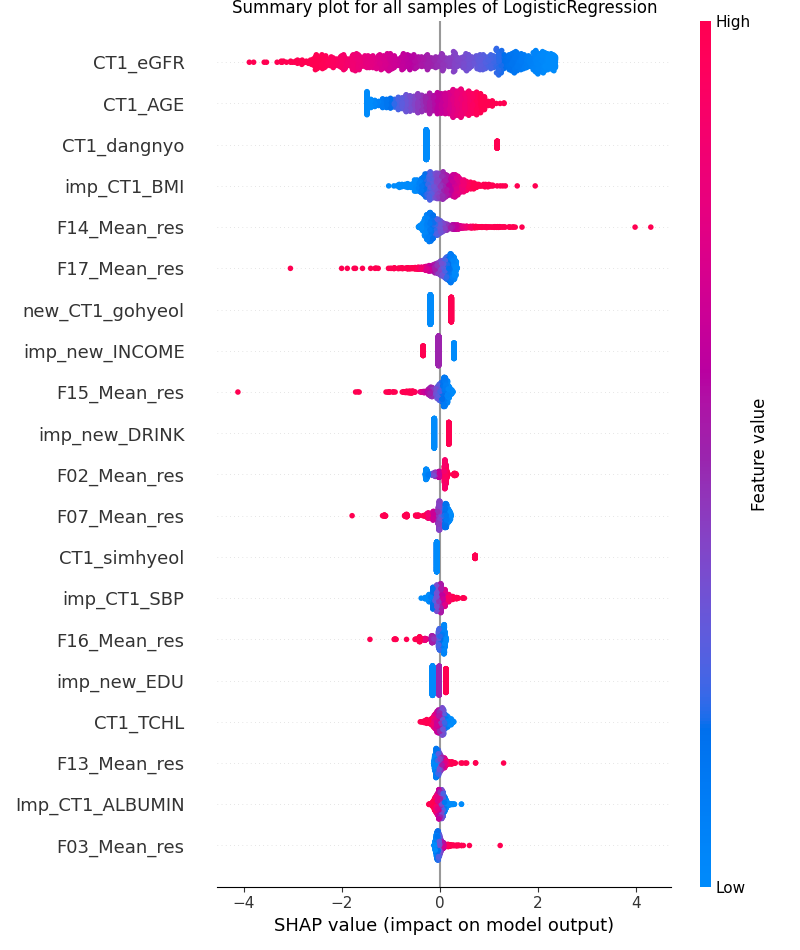 Summary plot for all samples of LogisticRegression
High
CT1_eGFR
CT1_AGE
CT1_dangnyo
imp_CT1_BMI
F14_Mean_res
F17_Mean_res
new_CT1_gohyeol
imp_new_INCOME
F15_Mean_res
imp_new_DRINK
F02_Mean_res
F07_Mean_res
CT1_simhyeol
imp_CT1_SBP
F16_Mean_res
imp_new_EDU
CT1_TCHL
F13_Mean_res
Imp_CT1_ALBUMIN
F03_Mean_res
Feature value
Low
−4 −2 0 2 4
SHAP value (impact on model output)